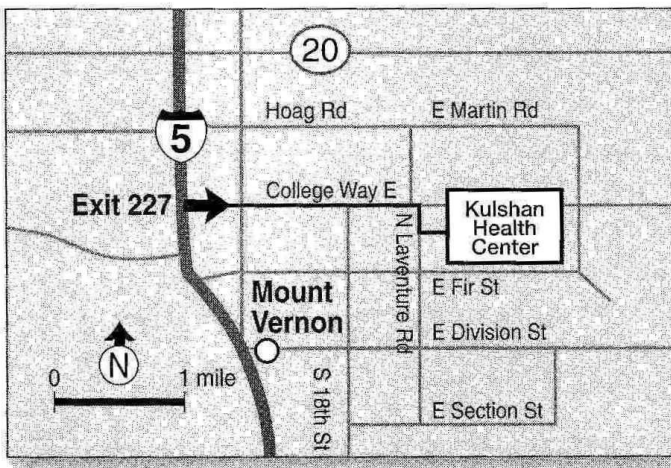 20
Hoag Rd
E Martin Rd
5
Exit 227
College Way E
Kulshan
Health
Center
N Laventure Rd
E Fir St
Mount
Vernon
E Division St
N
0
1 mile
S 18th St
E Section St